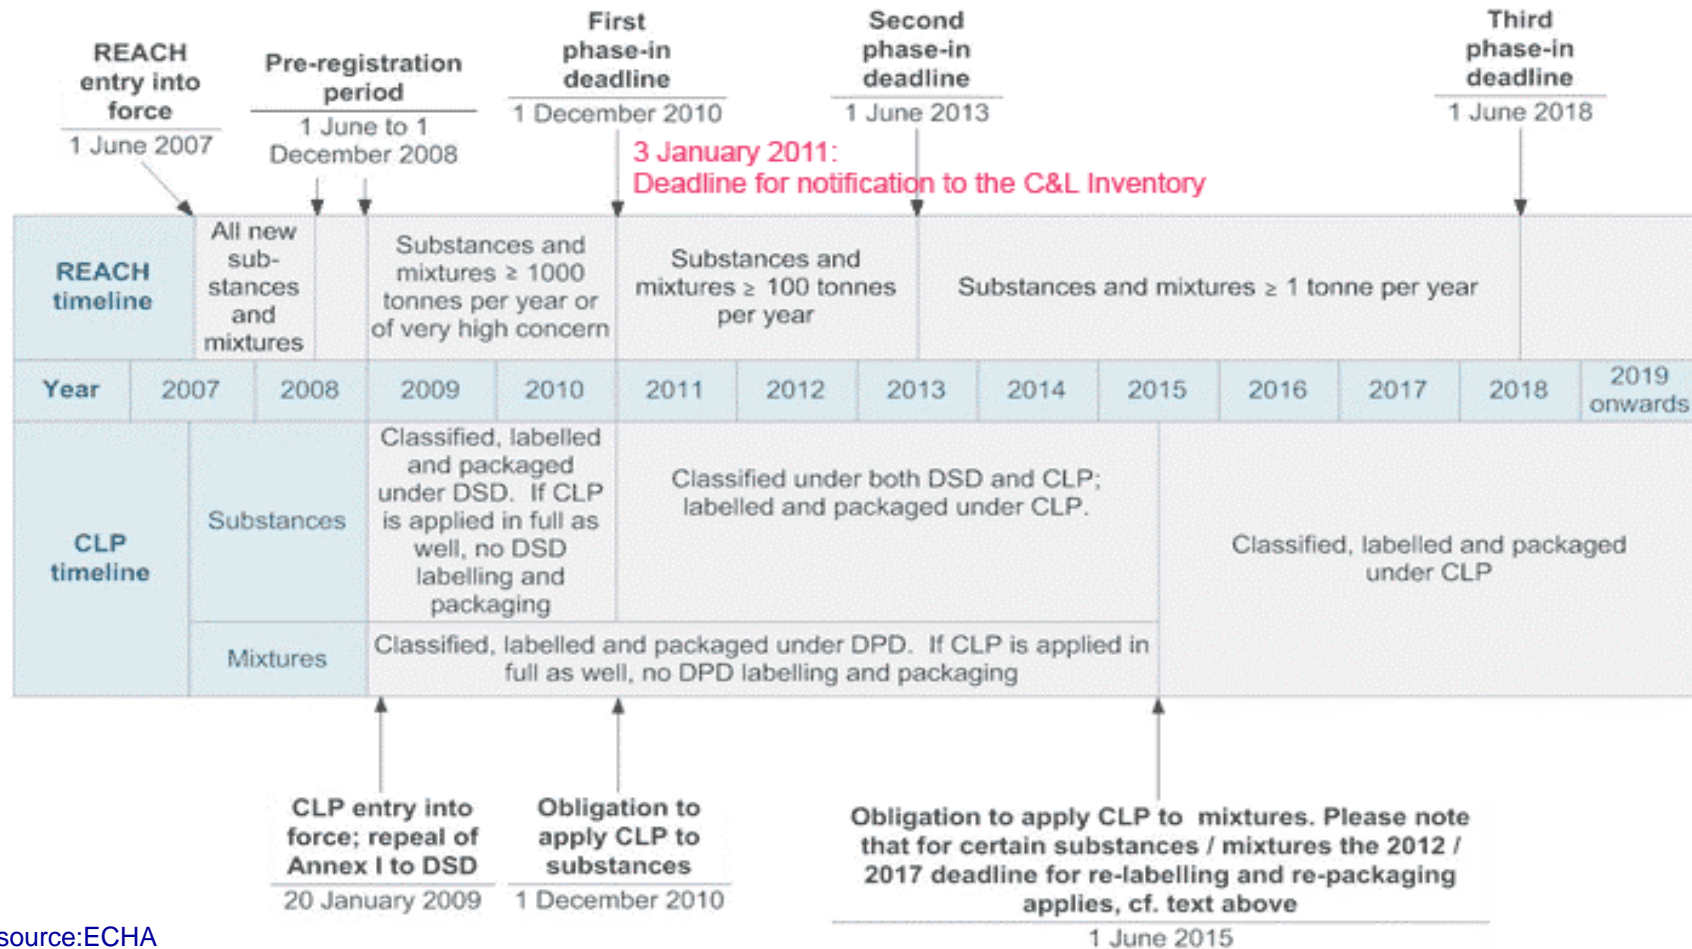 REACH
entry into
force
1 June 2007
Pre-registration
period
1 June to 1
December 2008
First
phase-in
deadline
1 December 2010
Second
phase-in
deadline
1 June 2013
Third
phase-in
deadline
1 June 2018
3 January 2011:
Deadline for notification to the C&L Inventory
REACH
timeline
All new
sub-
stances
and
mixtures
Substances and
mixtures ≥ 1000
tonnes per year or
of very high concern
Substances and
mixtures ≥ 100 tonnes
per year
Substances and mixtures ≥ 1 tonne per year
Year
2007
2008
2009
2010
2011
2012
2013
2014
2015
2016
2017
2018
2019
onwards
CLP
timeline
Substances
Classified, labelled
and packaged
under DSD. If CLP
is applied in full as
well, no DSD
labelling and
packaging
Classified under both DSD and CLP;
labelled and packaged under CLP.
Classified, labelled and packaged
under CLP
Mixtures
Classified, labelled and packaged under DPD. If CLP is applied in
full as well, no DPD labelling and packaging
CLP entry into
force; repeal of
Annex I to DSD
20 January 2009
Obligation to
apply CLP to
substances
1 December 2010
Obligation to apply CLP to mixtures. Please note
that for certain substances / mixtures the 2012 /
2017 deadline for re-labelling and re-packaging
applies, cf. text above
1 June 2015
source:ECHA